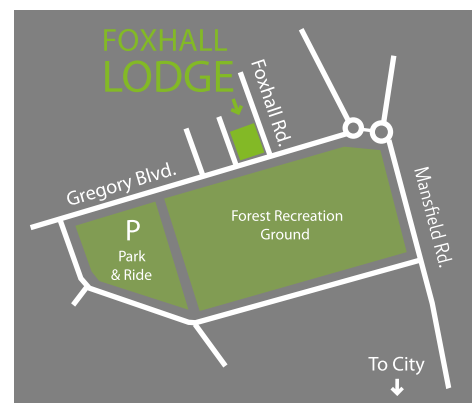 FOXHALL
LODGE
Foxhall Rd.
Gregory Blvd.
Mansfield Rd.
P
Park
& Ride
Forest Recreation
Ground
To City